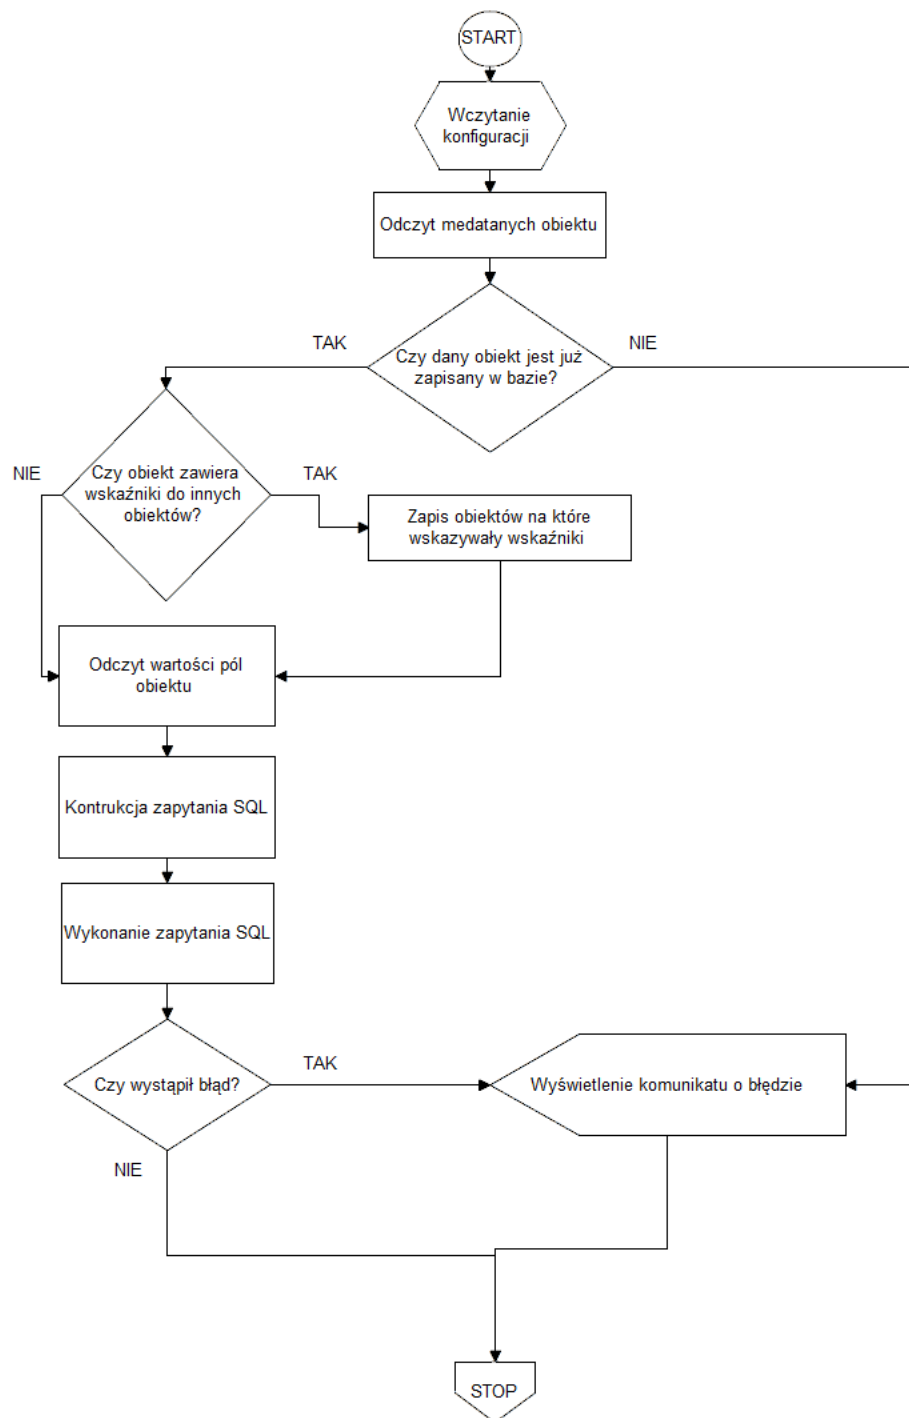 START
Wczytanie
konfiguracji
Odczyt medatanych obiektu
TAK
NIE
Czy dany obiekt jest już
zapisany w bazie?
NIE
Czy obiekt zawiera
wskaźniki do innych
obiektów?
TAK
Zapis obiektów na które
wskazywały wskaźniki
Odczyt wartości pól
obiektu
Kontrukcja zapytania SQL
Wykonanie zapytania SQL
Czy wystąpił błąd?
TAK
Wyświetlenie komunikatu o błędzie
NIE
STOP